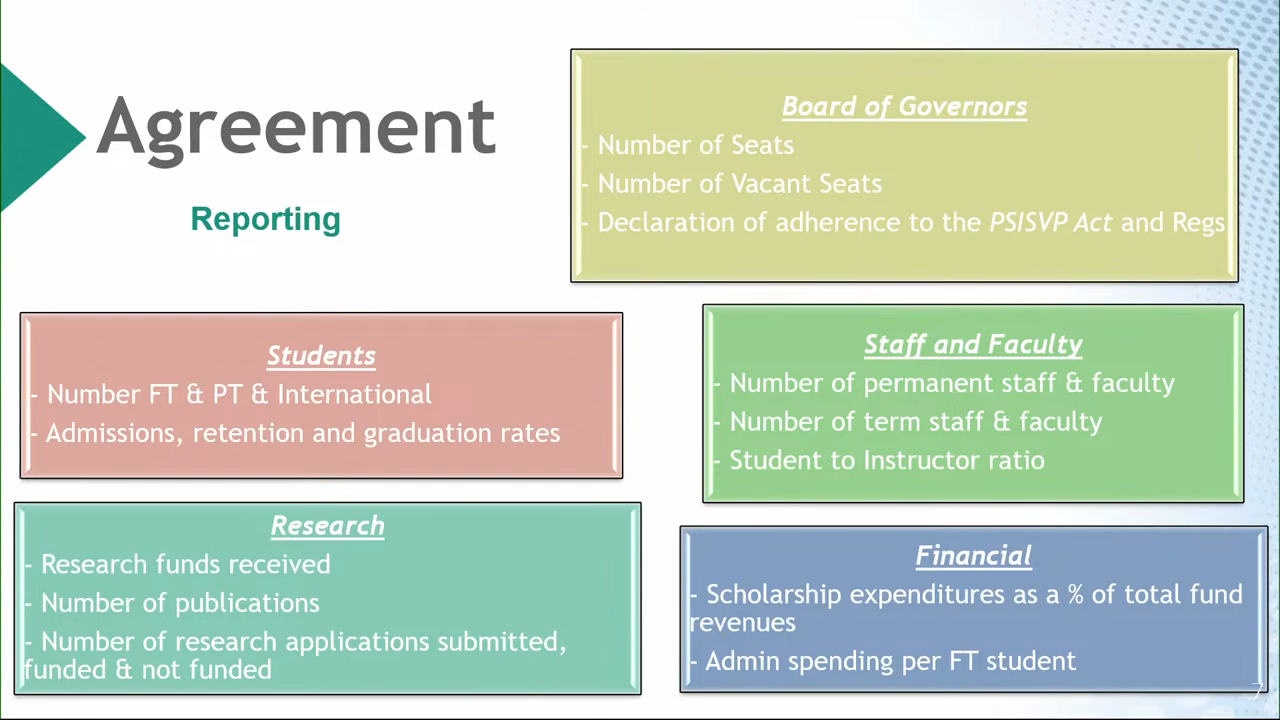 Agreement
Reporting
Board of Governors
- Number of Seats
- Number of Vacant Seats
- Declaration of adherence to the PSISVP Act and Regs
Students
- Number FT & PT & International
- Admissions, retention and graduation rates
Staff and Faculty
- Number of permanent staff & faculty
- Number of term staff & faculty
- Student to Instructor ratio
Research
- Research funds received
- Number of publications
- Number of research applications submitted,
funded & not funded
Financial
- Scholarship expenditures as a % of total fund
revenues
- Admin spending per FT student
7